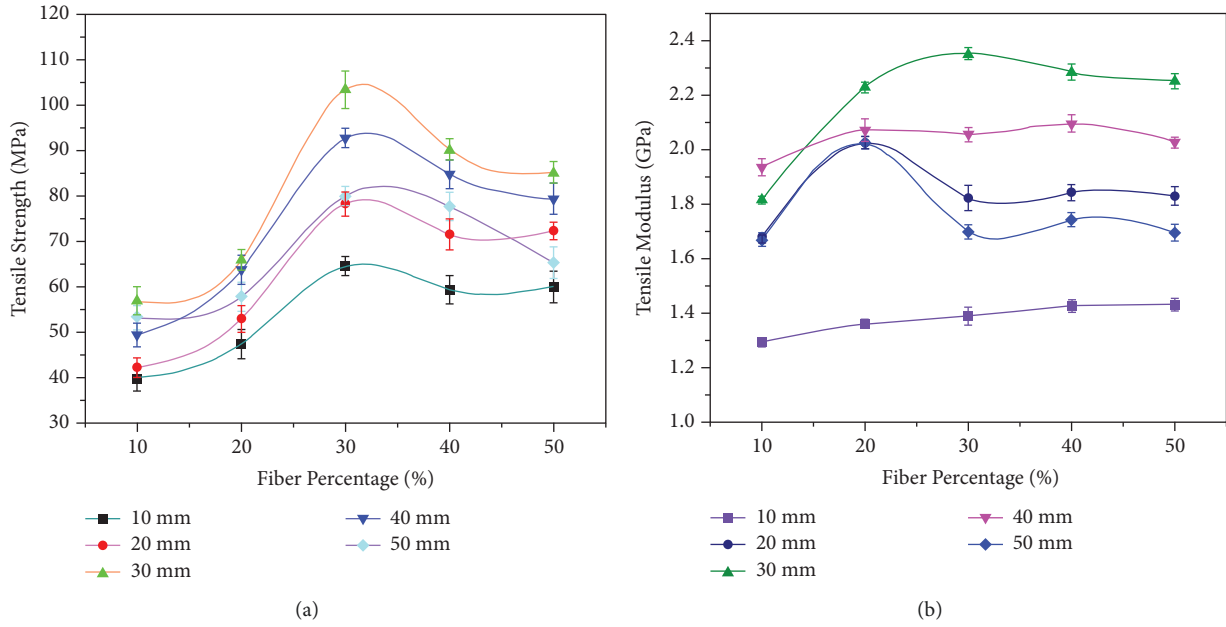 120
110
100
90
80
70
60
50
40
30
Tensile Strength (MPa)
10
20
30
40
50
Fiber Percentage (%)
10 mm
20 mm
30 mm
40 mm
50 mm
(a)
2.4
2.2
2.0
1.8
1.6
1.4
1.2
1.0
Tensile Modulus (GPa)
10
20
30
40
50
Fiber Percentage (%)
10 mm
20 mm
30 mm
40 mm
50 mm
(b)